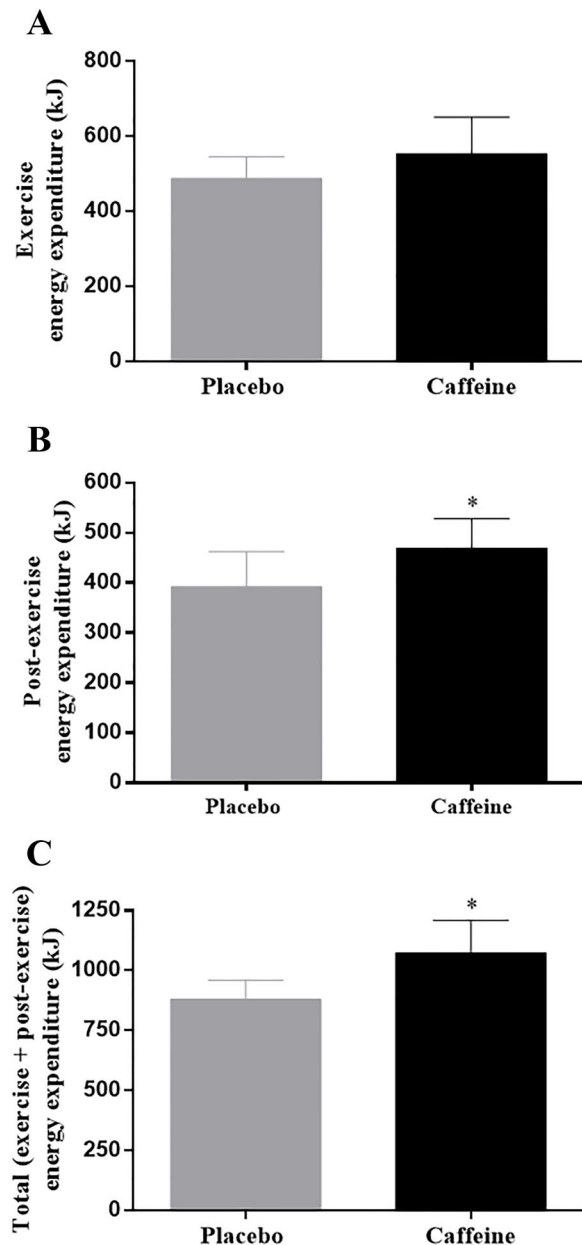 A
Exercise
energy expenditure (kJ)
800
600
400
200
0
Placebo
Caffeine
B
Post-exercise
energy expenditure (kJ)
600
500
400
300
200
100
0
*
Placebo
Caffeine
C
Total (exercise + post-exercise)
energy expenditure (kJ)
1250
1000
750
500
250
0
*
Placebo
Caffeine